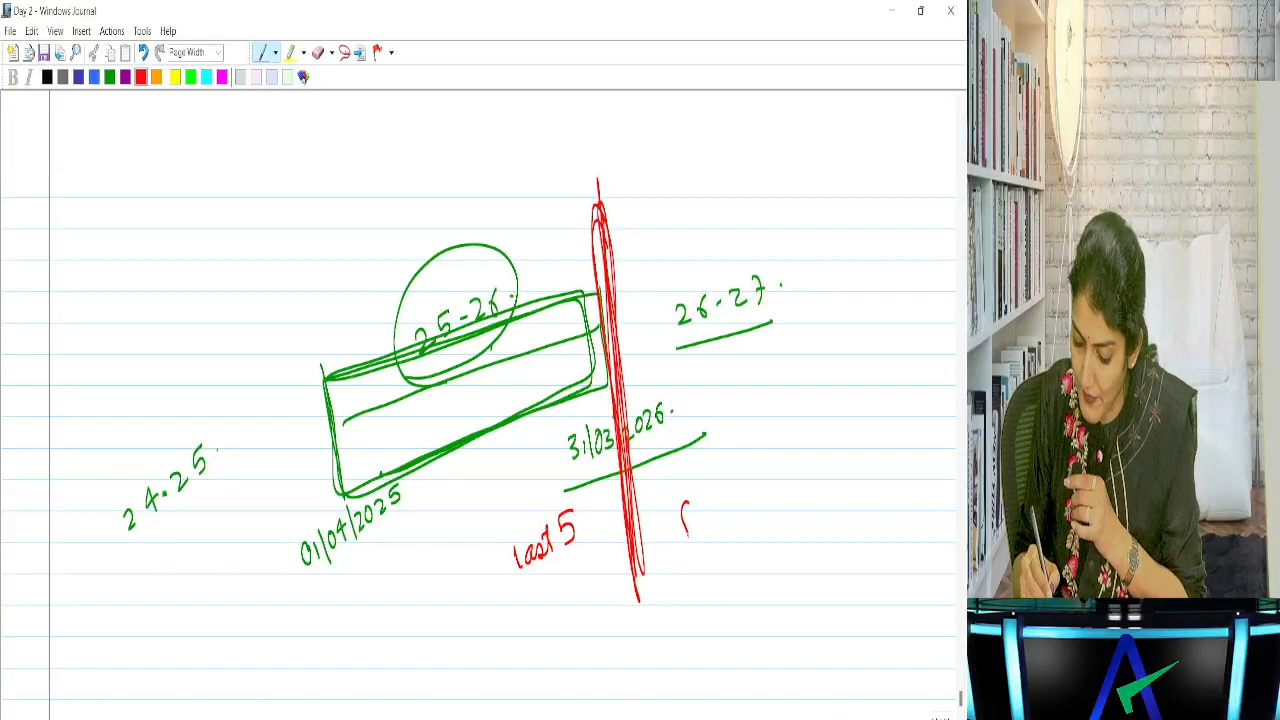 Day 2 - Windows Journal
File Edit View Insert Actions Tools Help
Page Width
B I
25-26.
26-27.
31/03/2026.
24.25.
01/04/2025
last 5